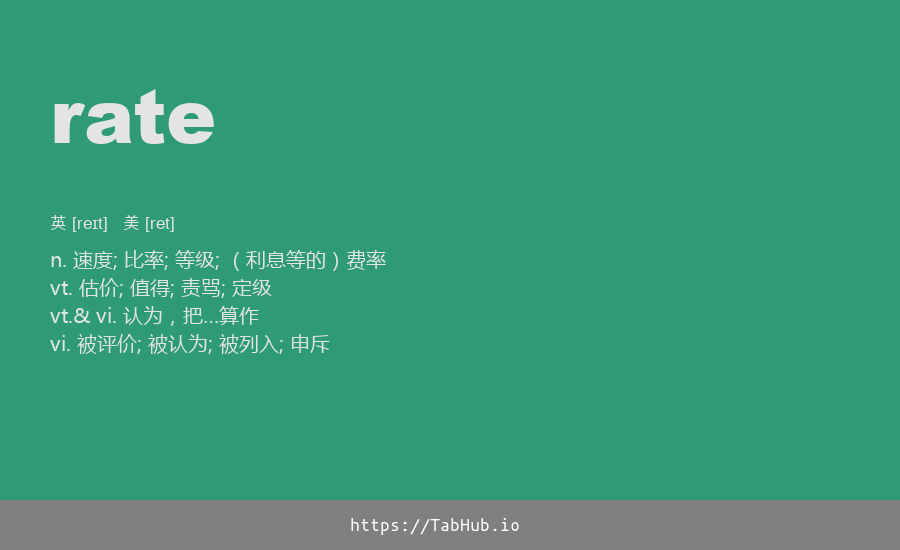 rate
英 [reɪt] 美 [ret]
n. 速度; 比率; 等级; （利息等的）费率
vt. 估价; 值得; 责骂; 定级
vt.& vi. 认为，把…算作
vi. 被评价; 被认为; 被列入; 申斥
https://TabHub.io